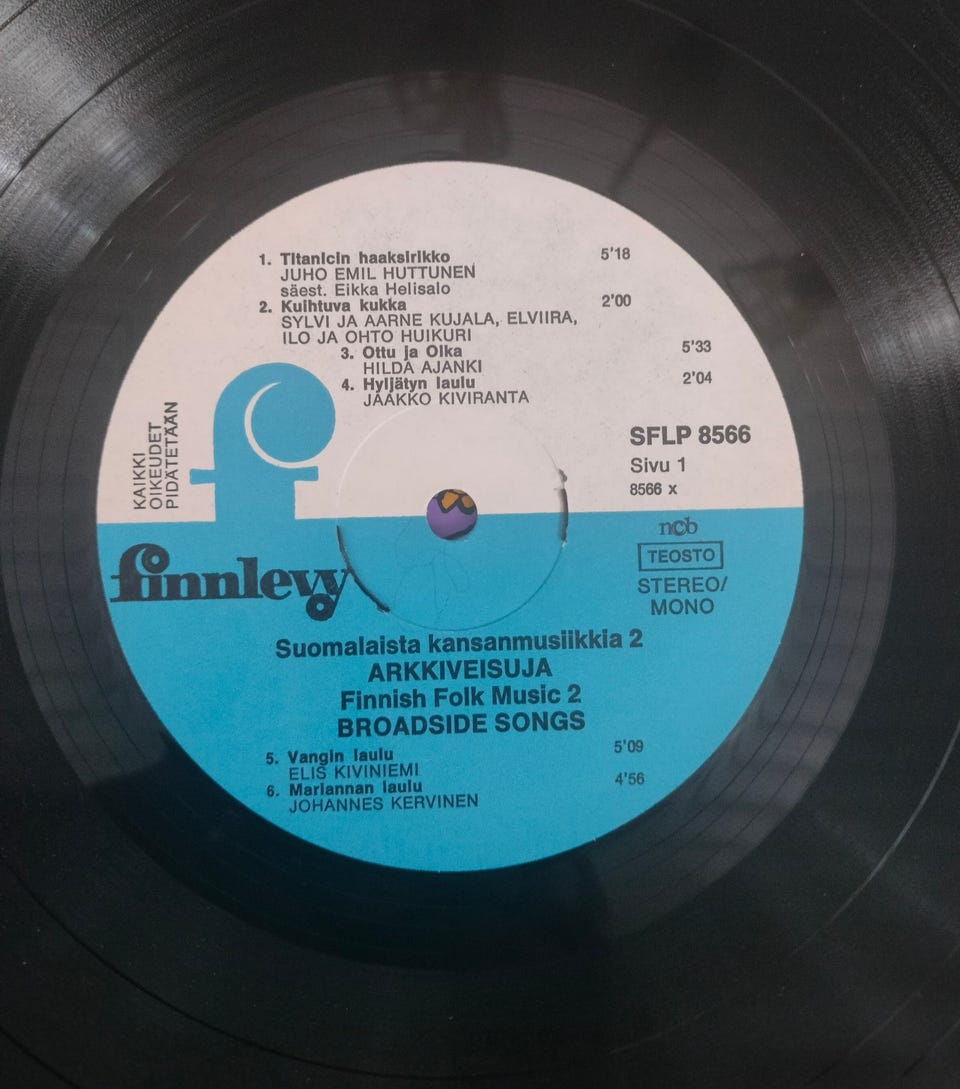 1. Titanicin haaksirikko 5'18
JUHO EMIL HUTTUNEN
säest. Eikka Helisalo
2. Kuihtuva kukka 2'00
SYLVI JA AARNE KUJALA, ELVIIRA,
ILO JA OHTO HUIKURI
3. Ottu ja Olka 5'33
HILDA AJANKI
4. Hyljätyn laulu 2'04
JAAKKO KIVIRANTA
KAIKKI
OIKEUDET
PIDÄTETÄÄN
f
SFLP 8566
Sivu 1
8566 x
finnlevy
ncb
TEOSTO
STEREO/
MONO
Suomalaista kansanmusiikkia 2
ARKKIVEISUJA
Finnish Folk Music 2
BROADSIDE SONGS
5. Vangin laulu 5'09
ELIS KIVINIEMI
6. Mariannan laulu 4'56
JOHANNES KERVINEN